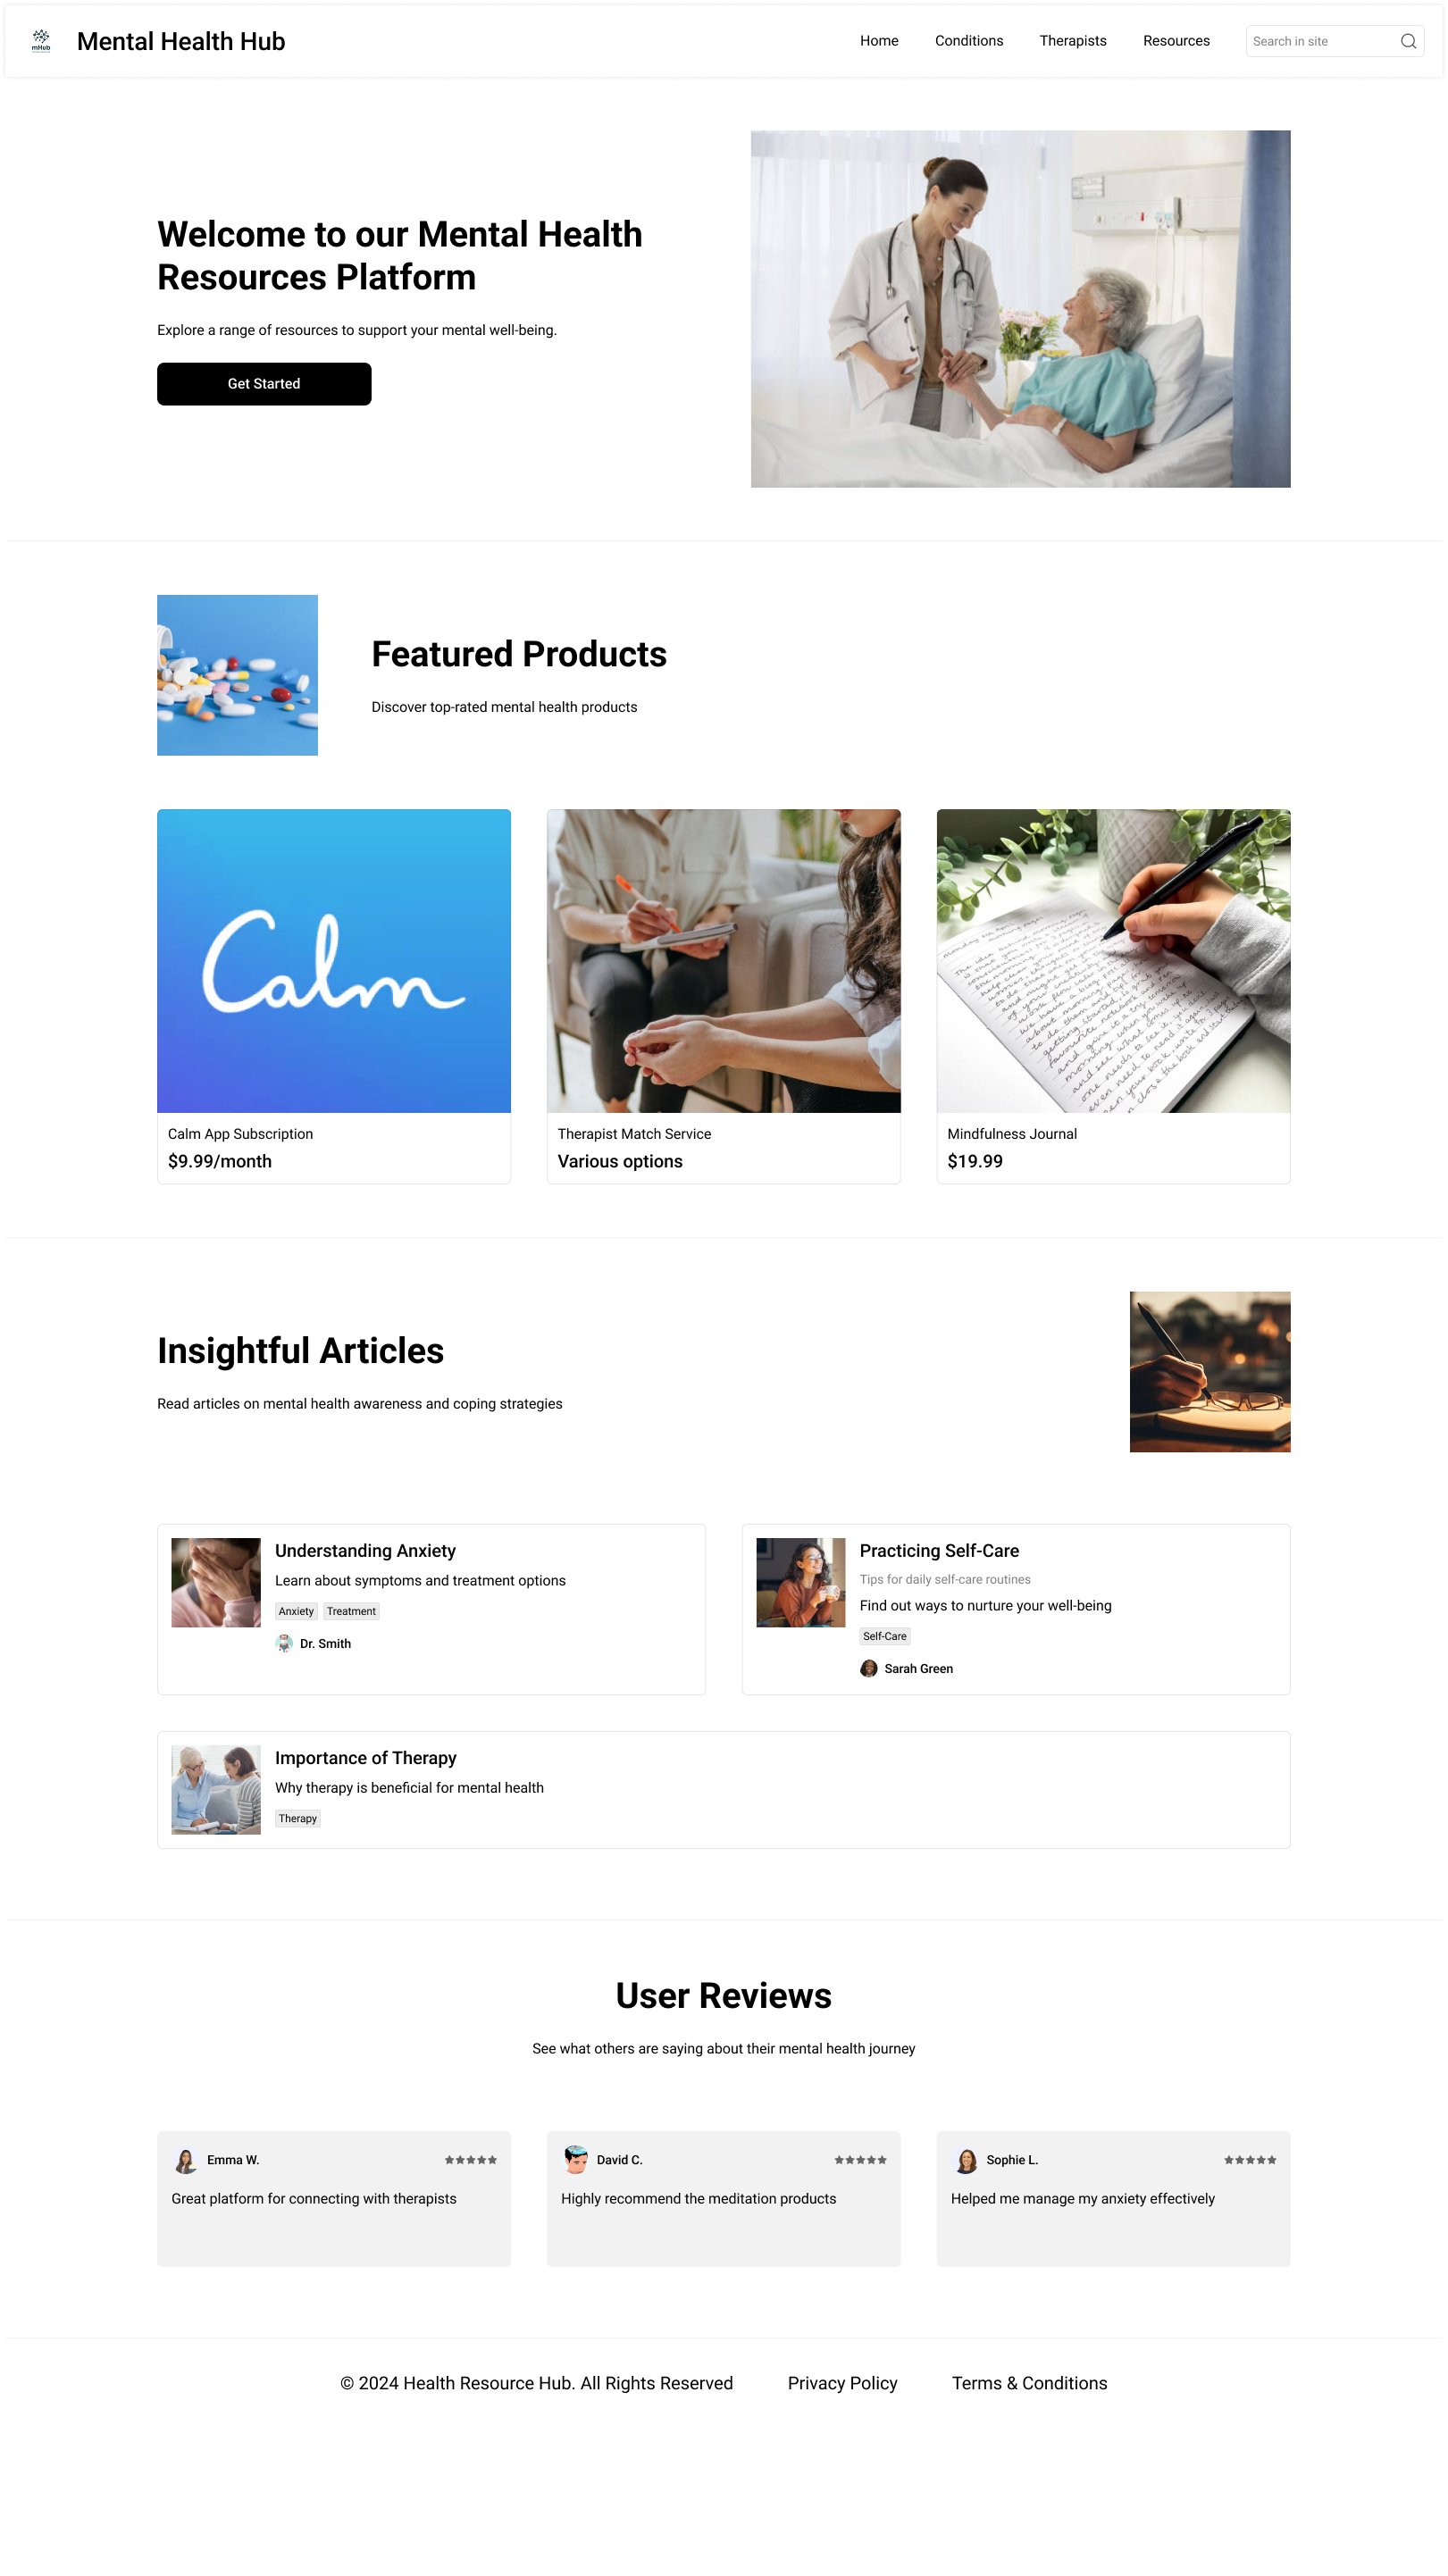 mHub
Mental Health Hub
Home
Conditions
Therapists
Resources
Search in site
Welcome to our Mental Health
Resources Platform
Explore a range of resources to support your mental well-being.
Get Started
Featured Products
Discover top-rated mental health products
Calm
Calm App Subscription
$9.99/month
Therapist Match Service
Various options
Mindfulness Journal
$19.99
Insightful Articles
Read articles on mental health awareness and coping strategies
Understanding Anxiety
Learn about symptoms and treatment options
Anxiety Treatment
Dr. Smith
Practicing Self-Care
Tips for daily self-care routines
Find out ways to nurture your well-being
Self-Care
Sarah Green
Importance of Therapy
Why therapy is beneficial for mental health
Therapy
User Reviews
See what others are saying about their mental health journey
Emma W.
Great platform for connecting with therapists
David C.
Highly recommend the meditation products
Sophie L.
Helped me manage my anxiety effectively
© 2024 Health Resource Hub. All Rights Reserved
Privacy Policy
Terms & Conditions